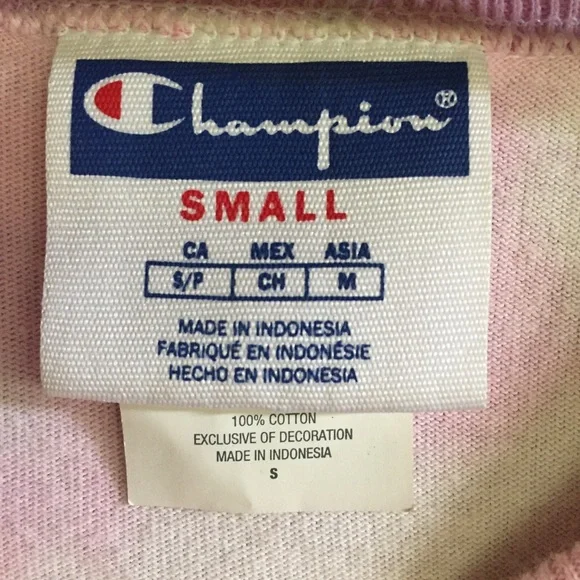 Champion®
SMALL
CA MEX ASIA
S/P CH M
MADE IN INDONESIA
FABRIQUÉ EN INDONÉSIE
HECHO EN INDONESIA
100% COTTON
EXCLUSIVE OF DECORATION
MADE IN INDONESIA
S